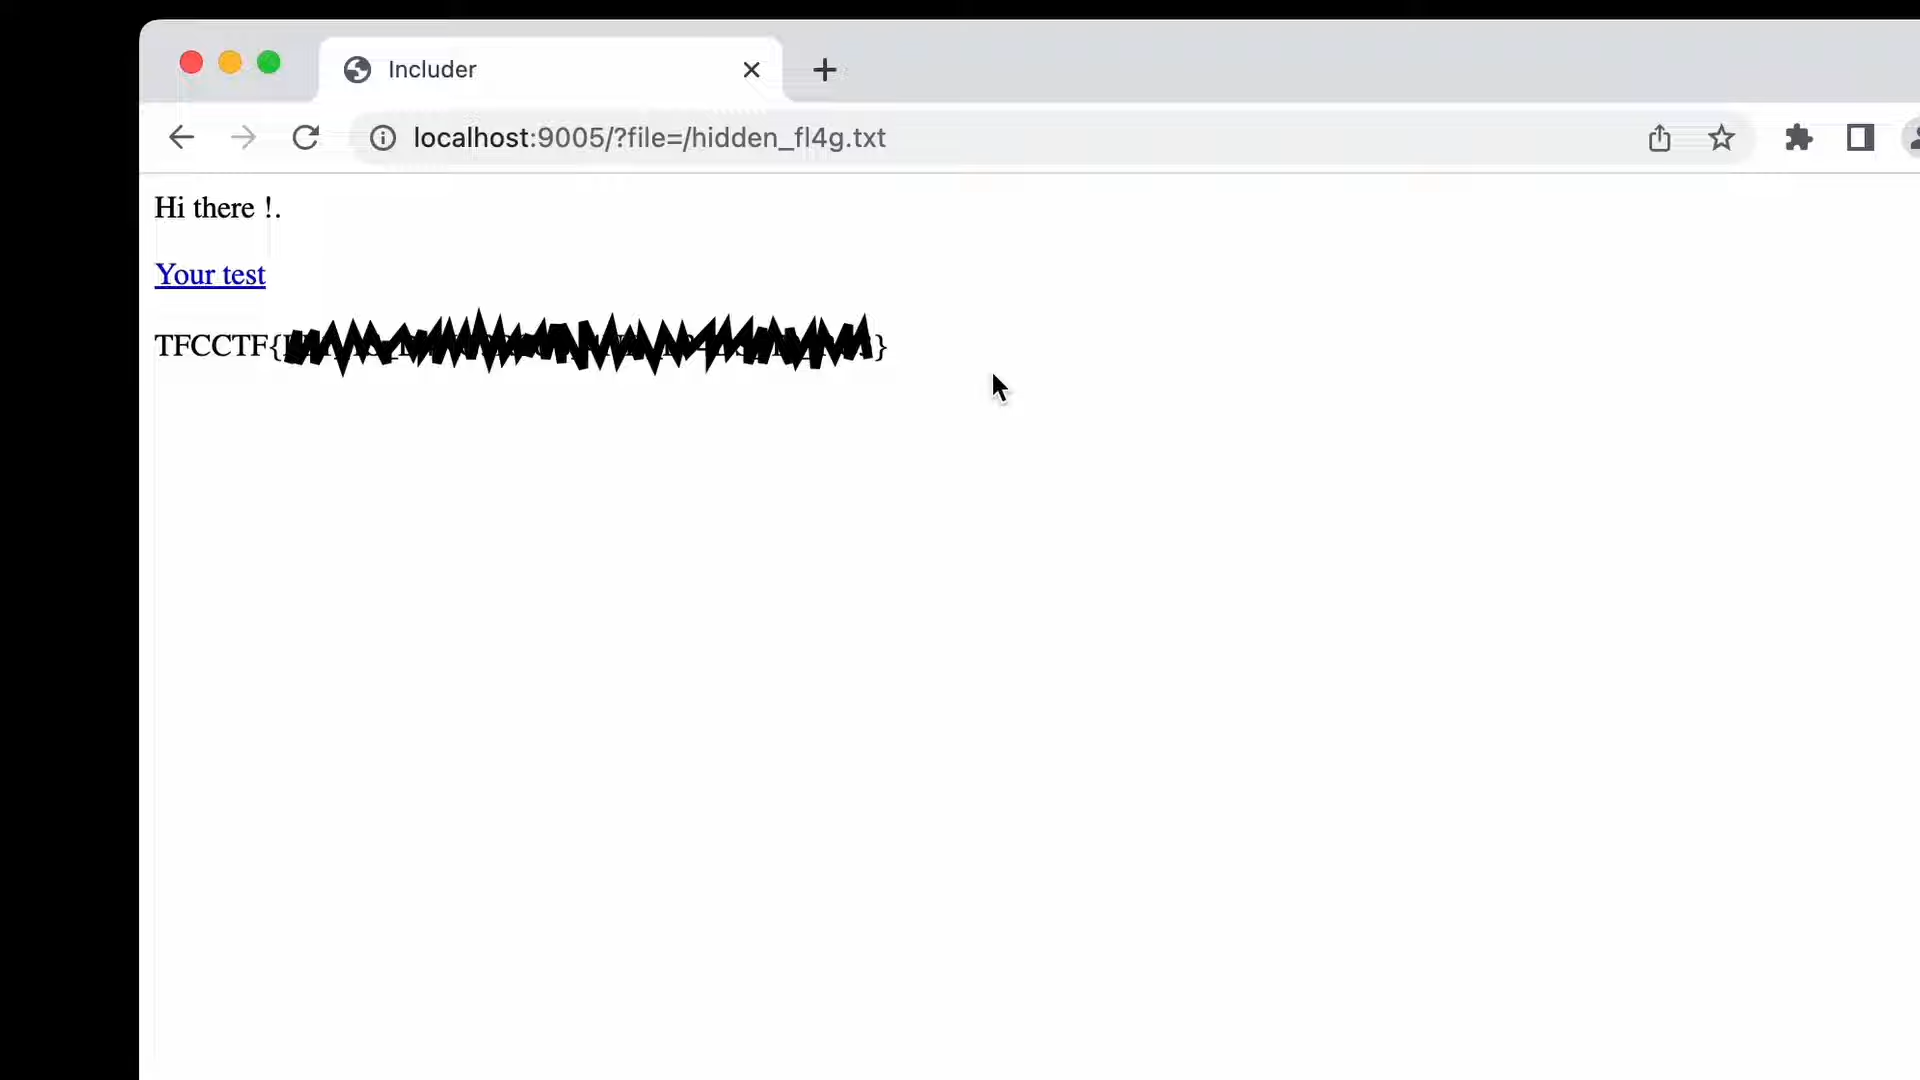 Includer
localhost:9005/?file=/hidden_fl4g.txt
Hi there !.
Your test
TFCCTF{ }